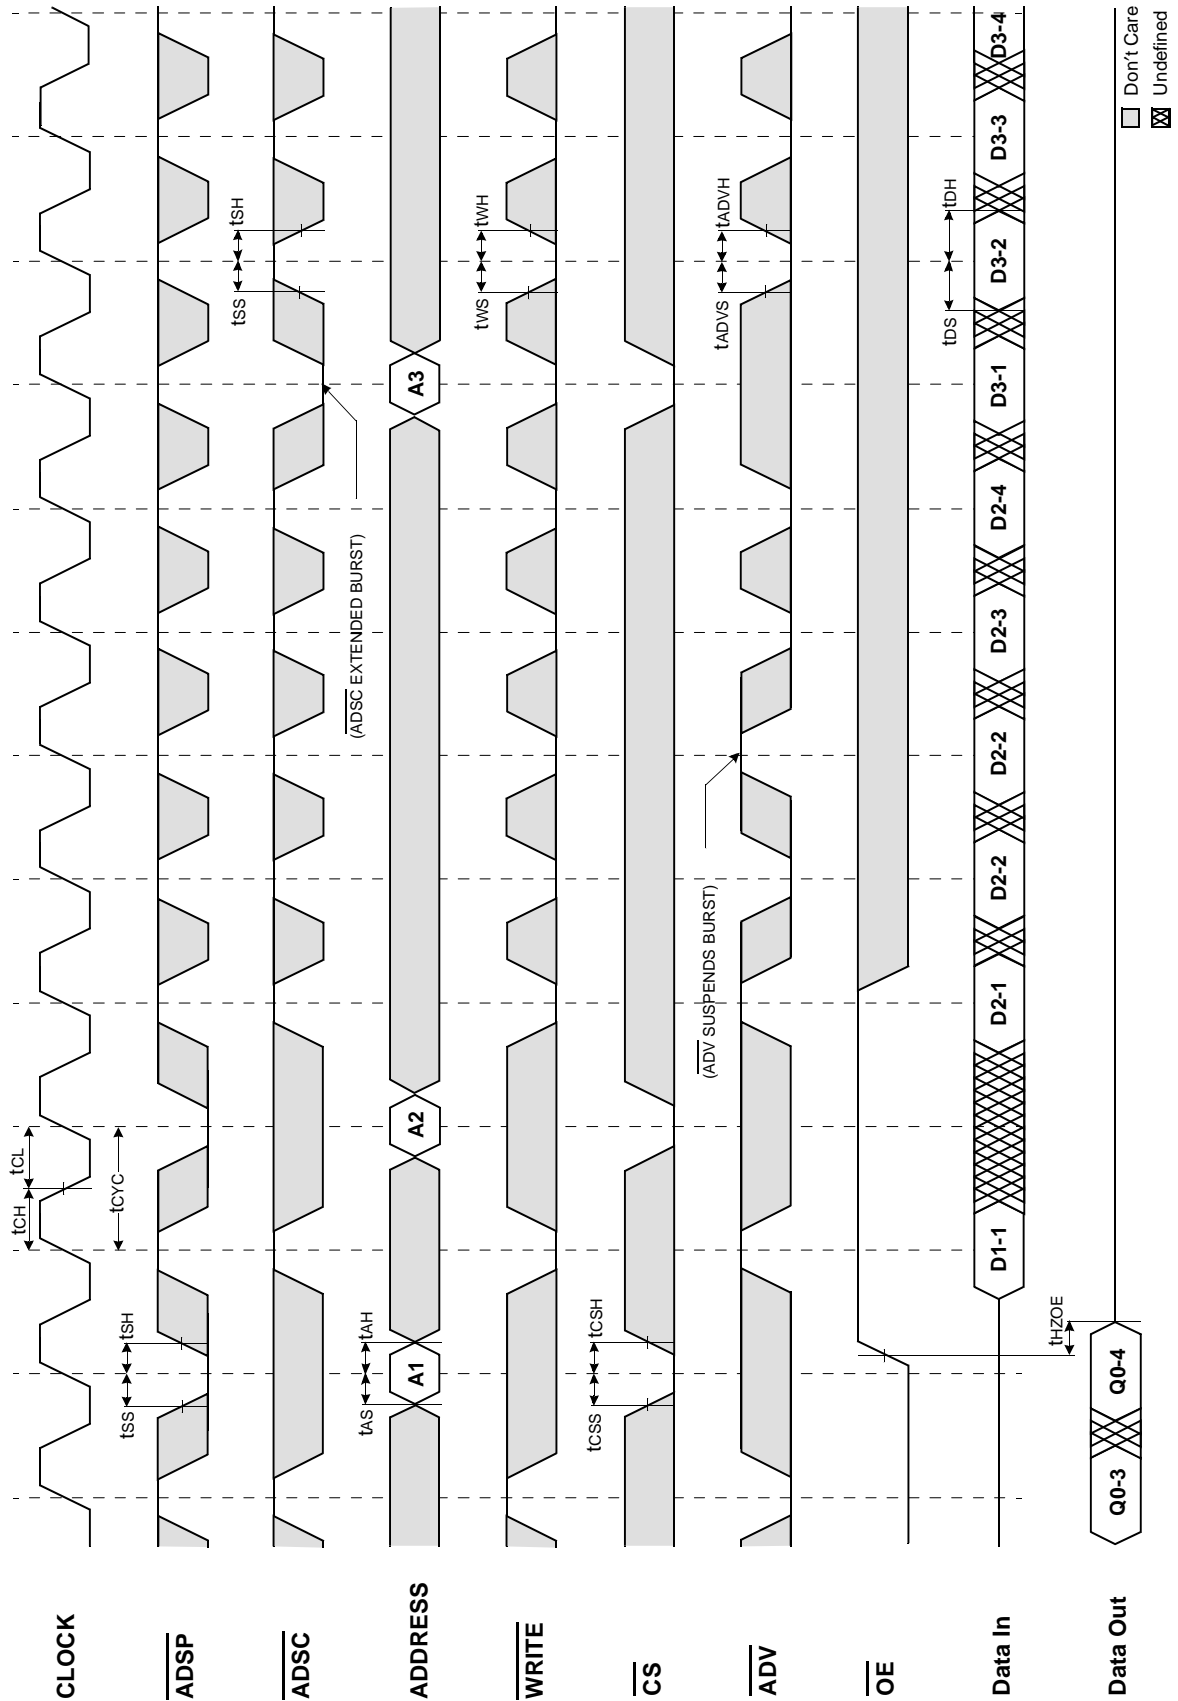 tCH tCL
CLOCK
tCYC
tSS tSH
ADSP
tSS tSH
ADSC
(ADSC EXTENDED BURST)
tAS tAH
ADDRESS A1 A2 A3
tWS tWH
WRITE
tCSS tCSH
CS
(ADV SUSPENDS BURST)
tADVS tADVH
ADV
OE
tDS tDH
Data In D1-1 D2-1 D2-2 D2-2 D2-3 D2-4 D3-1 D3-2 D3-3 D3-4
tHZOE
Data Out Q0-3 Q0-4
Don't Care
Undefined